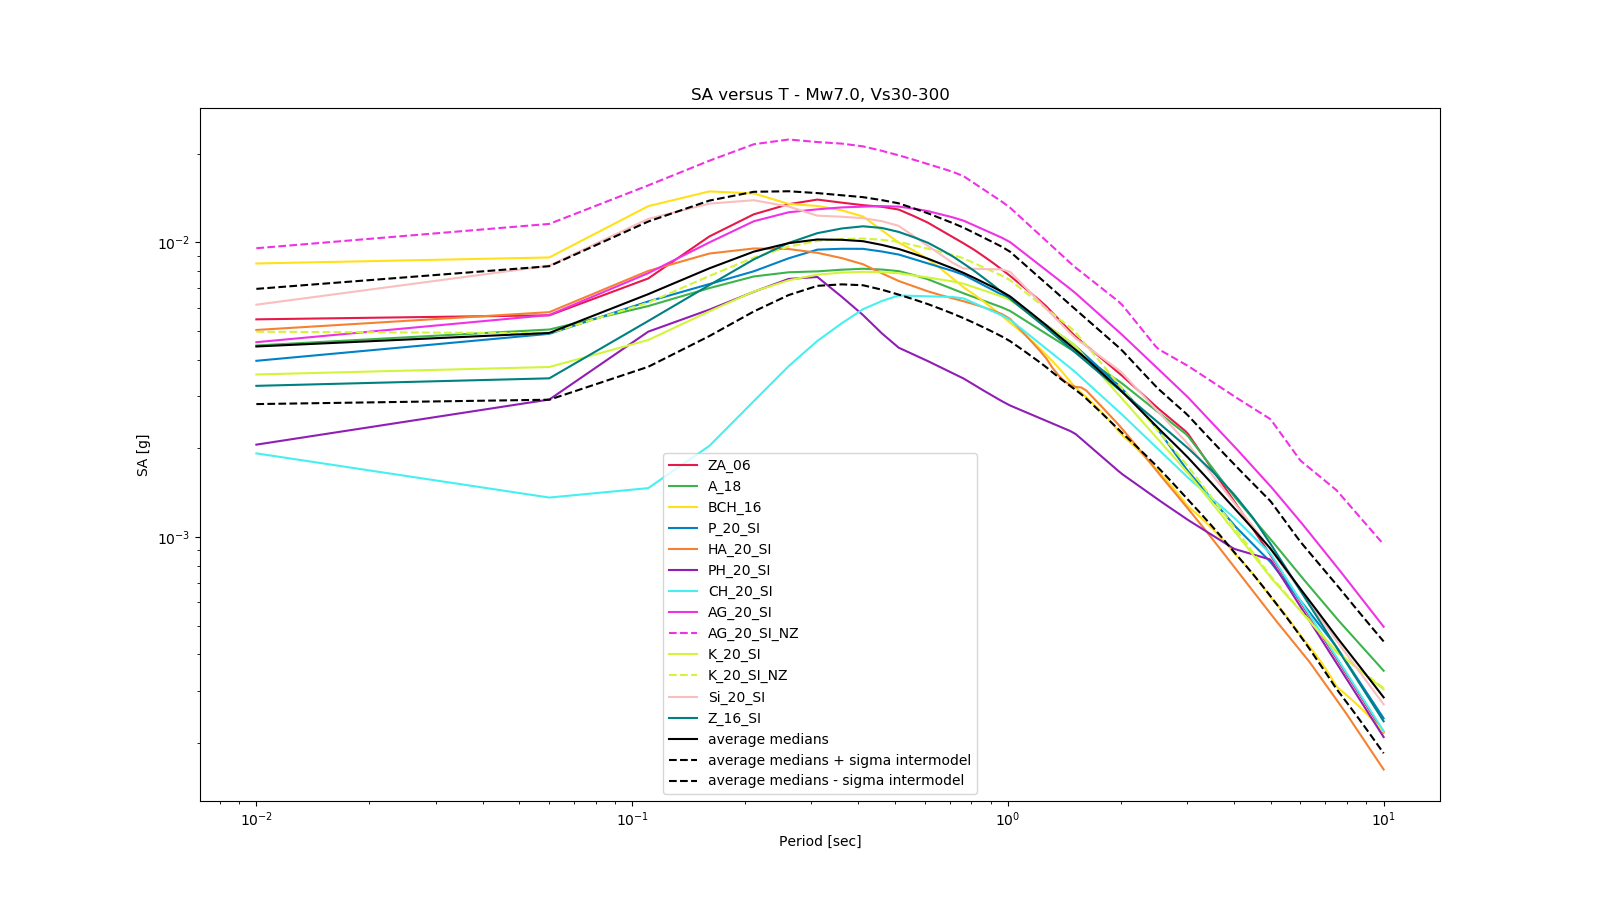 SA versus T - Mw7.0, Vs30-300
SA [g]
10⁻²
10⁻³
ZA_06
A_18
BCH_16
P_20_SI
HA_20_SI
PH_20_SI
CH_20_SI
AG_20_SI
AG_20_SI_NZ
K_20_SI
K_20_SI_NZ
Si_20_SI
Z_16_SI
average medians
average medians + sigma intermodel
average medians - sigma intermodel
10⁻² 10⁻¹ 10⁰ 10¹
Period [sec]